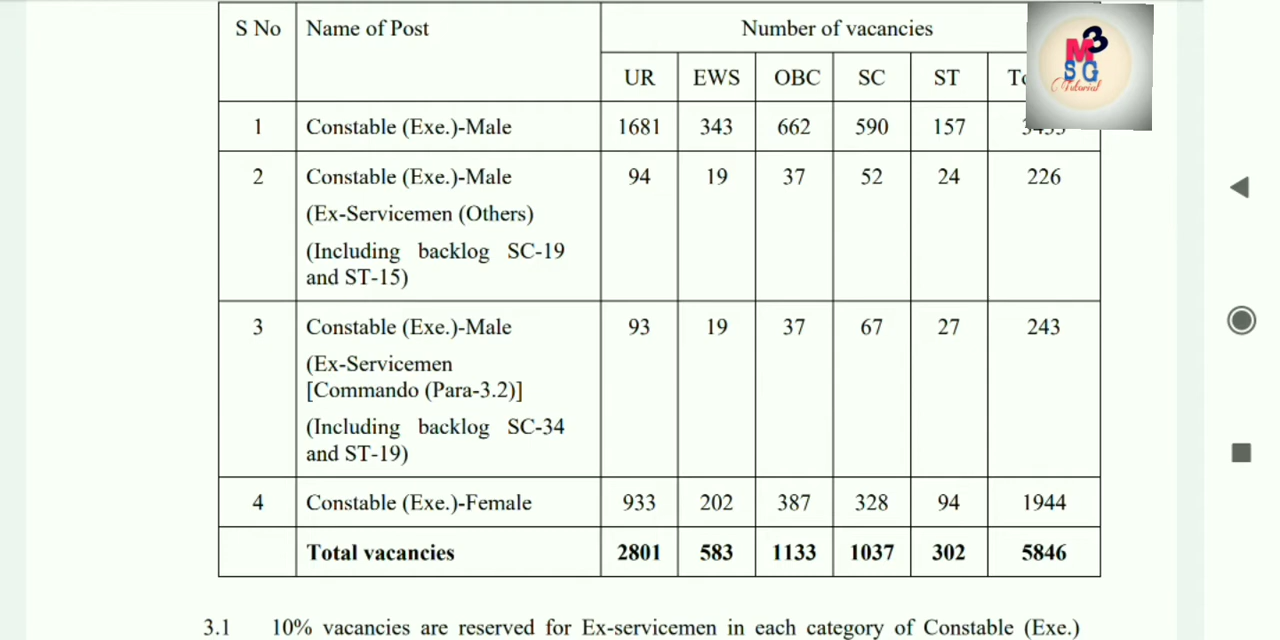 S No Name of Post Number of vacancies
UR EWS OBC SC ST
M3
SG
Tutorial
1 Constable (Exe.)-Male 1681 343 662 590 157
2 Constable (Exe.)-Male 94 19 37 52 24 226
(Ex-Servicemen (Others)
(Including backlog SC-19
and ST-15)
3 Constable (Exe.)-Male 93 19 37 67 27 243
(Ex-Servicemen
[Commando (Para-3.2)]
(Including backlog SC-34
and ST-19)
4 Constable (Exe.)-Female 933 202 387 328 94 1944
Total vacancies 2801 583 1133 1037 302 5846
3.1 10% vacancies are reserved for Ex-servicemen in each category of Constable (Exe.)